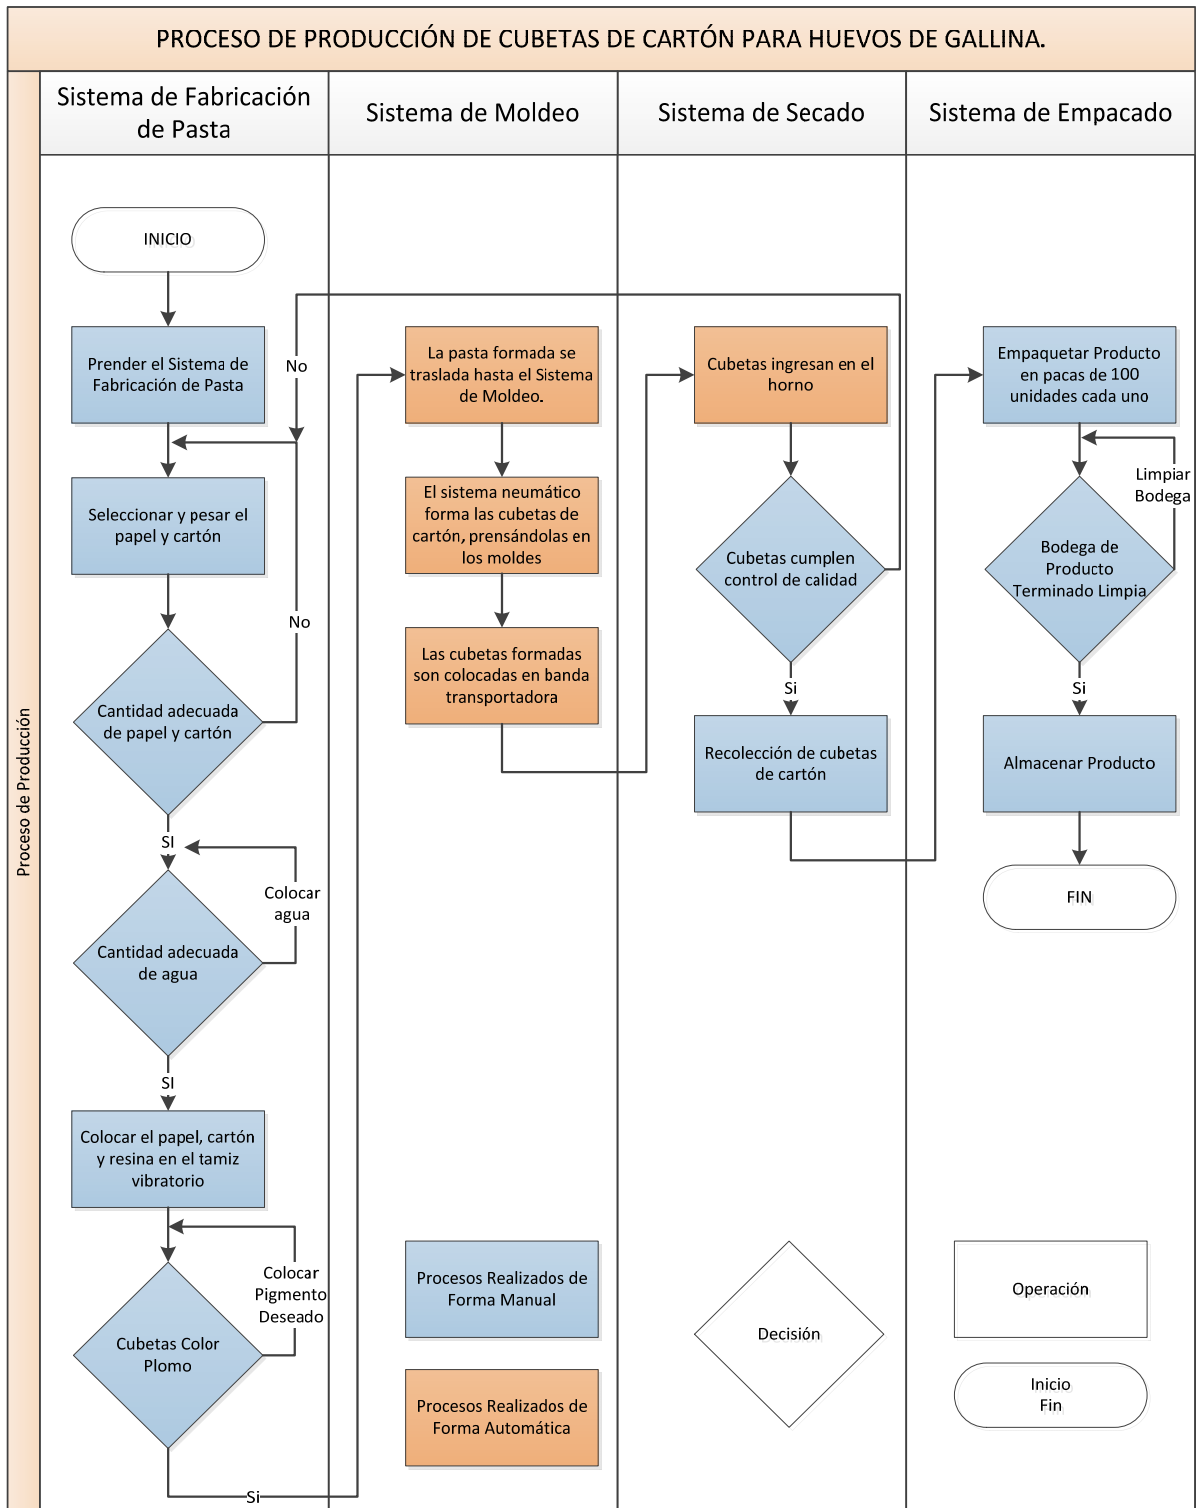 PROCESO DE PRODUCCIÓN DE CUBETAS DE CARTÓN PARA HUEVOS DE GALLINA.
Proceso de Producción
Sistema de Fabricación
de Pasta
Sistema de Moldeo
Sistema de Secado
Sistema de Empacado
INICIO
Prender el Sistema de
Fabricación de Pasta
No
Seleccionar y pesar el
papel y cartón
No
Cantidad adecuada
de papel y cartón
SI
Colocar
agua
Cantidad adecuada
de agua
SI
Colocar el papel, cartón
y resina en el tamiz
vibratorio
Colocar
Pigmento
Deseado
Cubetas Color
Plomo
Si
La pasta formada se
traslada hasta el Sistema
de Moldeo.
El sistema neumático
forma las cubetas de
cartón, prensándolas en
los moldes
Las cubetas formadas
son colocadas en banda
transportadora
Cubetas ingresan en el
horno
Cubetas cumplen
control de calidad
Si
Recolección de cubetas
de cartón
Empaquetar Producto
en pacas de 100
unidades cada uno
Limpiar
Bodega
Bodega de
Producto
Terminado Limpia
Si
Almacenar Producto
FIN
Procesos Realizados de
Forma Manual
Procesos Realizados de
Forma Automática
Decisión
Operación
Inicio
Fin